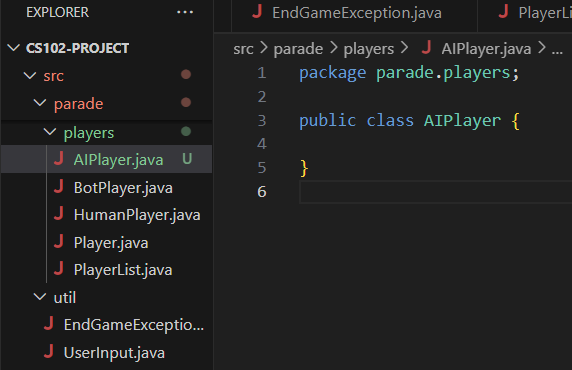 EXPLORER ...
CS102-PROJECT
src
parade
players
AIPlayer.java U
BotPlayer.java
HumanPlayer.java
Player.java
PlayerList.java
util
EndGameExceptio...
UserInput.java
EndGameException.java PlayerLi
src > parade > players > AIPlayer.java > ...
1 package parade.players;
2
3 public class AIPlayer {
4
5 }
6